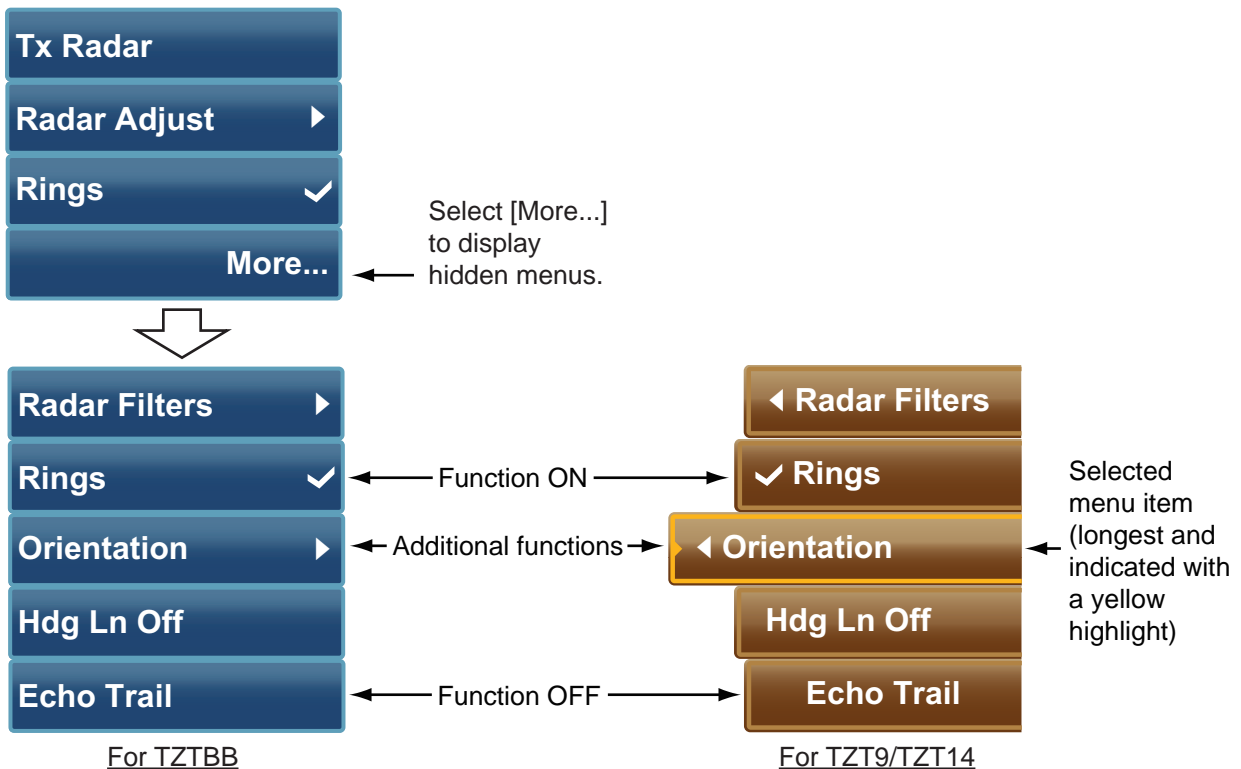 Tx Radar
Radar Adjust
Rings
More...
Select [More...]
to display
hidden menus.
Radar Filters
Rings
Orientation
Hdg Ln Off
Echo Trail
For TZTBB
Function ON
Additional functions
Function OFF
Radar Filters
Rings
Orientation
Hdg Ln Off
Echo Trail
For TZT9/TZT14
Selected
menu item
(longest and
indicated with
a yellow
highlight)